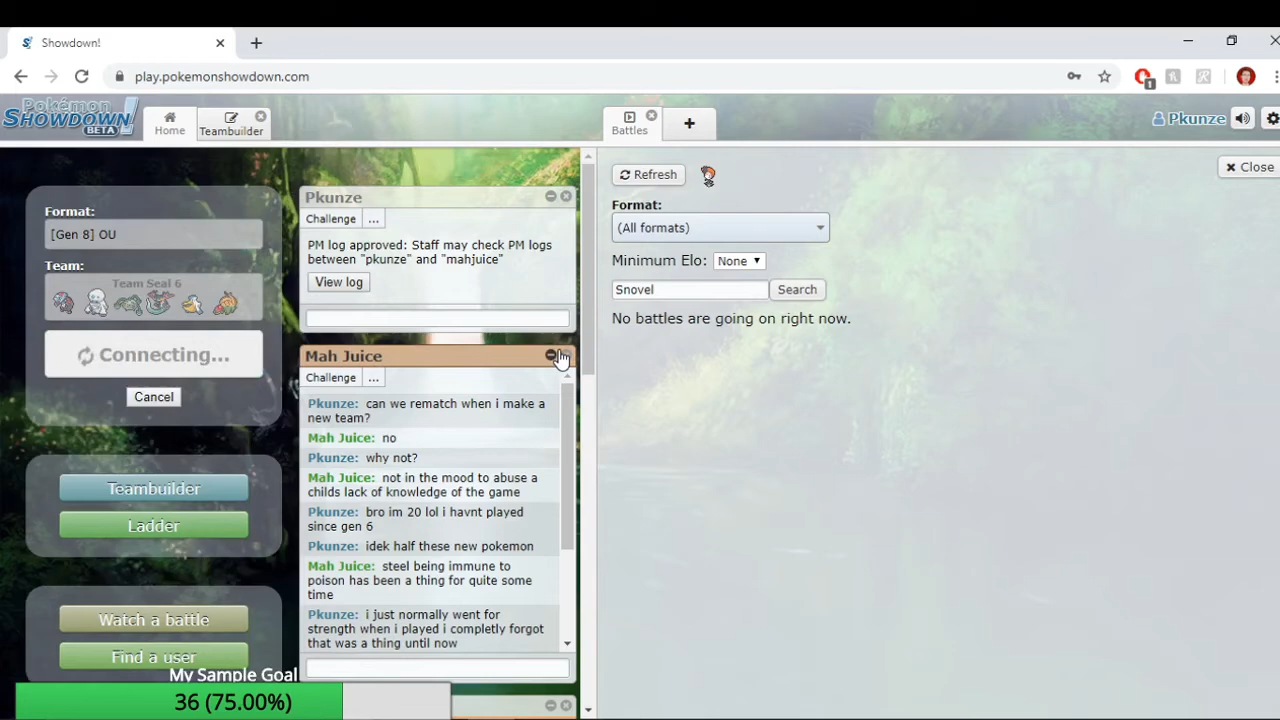 Showdown!
play.pokemonshowdown.com
1
Pokémon
SHOWDOWN!
BETA
Home
Teambuilder
Battles
Pkunze
Format:
[Gen 8] OU
Team:
Team Seal 6
Connecting...
Cancel
Teambuilder
Ladder
Watch a battle
Find a user
My Sample Goal
36 (75.00%)
Pkunze
Challenge
...
PM log approved: Staff may check PM logs
between "pkunze" and "mahjuice"
View log
Mah Juice
Challenge
...
Pkunze: can we rematch when i make a
new team?
Mah Juice: no
Pkunze: why not?
Mah Juice: not in the mood to abuse a
childs lack of knowledge of the game
Pkunze: bro im 20 lol i havnt played
since gen 6
Pkunze: idek half these new pokemon
Mah Juice: steel being immune to
poison has been a thing for quite some
time
Pkunze: i just normally went for
strength when i played i completly forgot
that was a thing until now
Refresh
Close
Format:
(All formats)
Minimum Elo: None
Snovel
Search
No battles are going on right now.